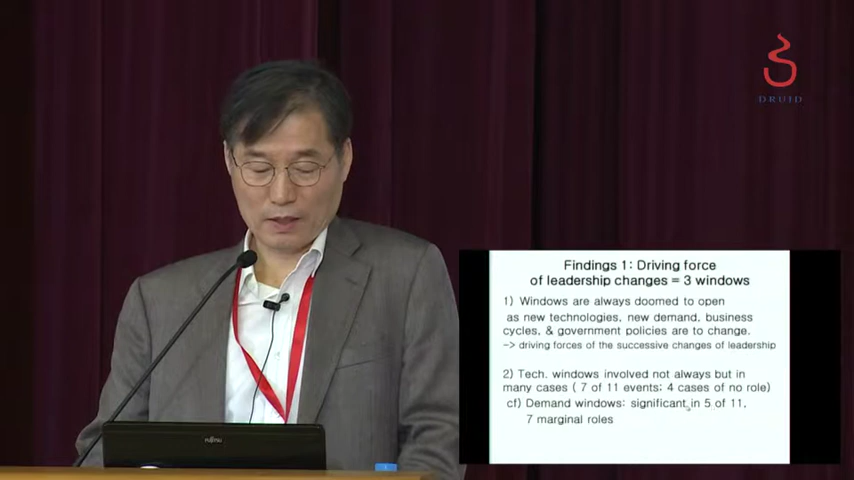 DRUID
Findings 1: Driving force
of leadership changes = 3 windows
1) Windows are always doomed to open
as new technologies, new demand, business
cycles, & government policies are to change.
-> driving forces of the successive changes of leadership
2) Tech. windows involved not always but in
many cases ( 7 of 11 events; 4 cases of no role)
cf) Demand windows: significant in 5 of 11,
7 marginal roles
FUJITSU